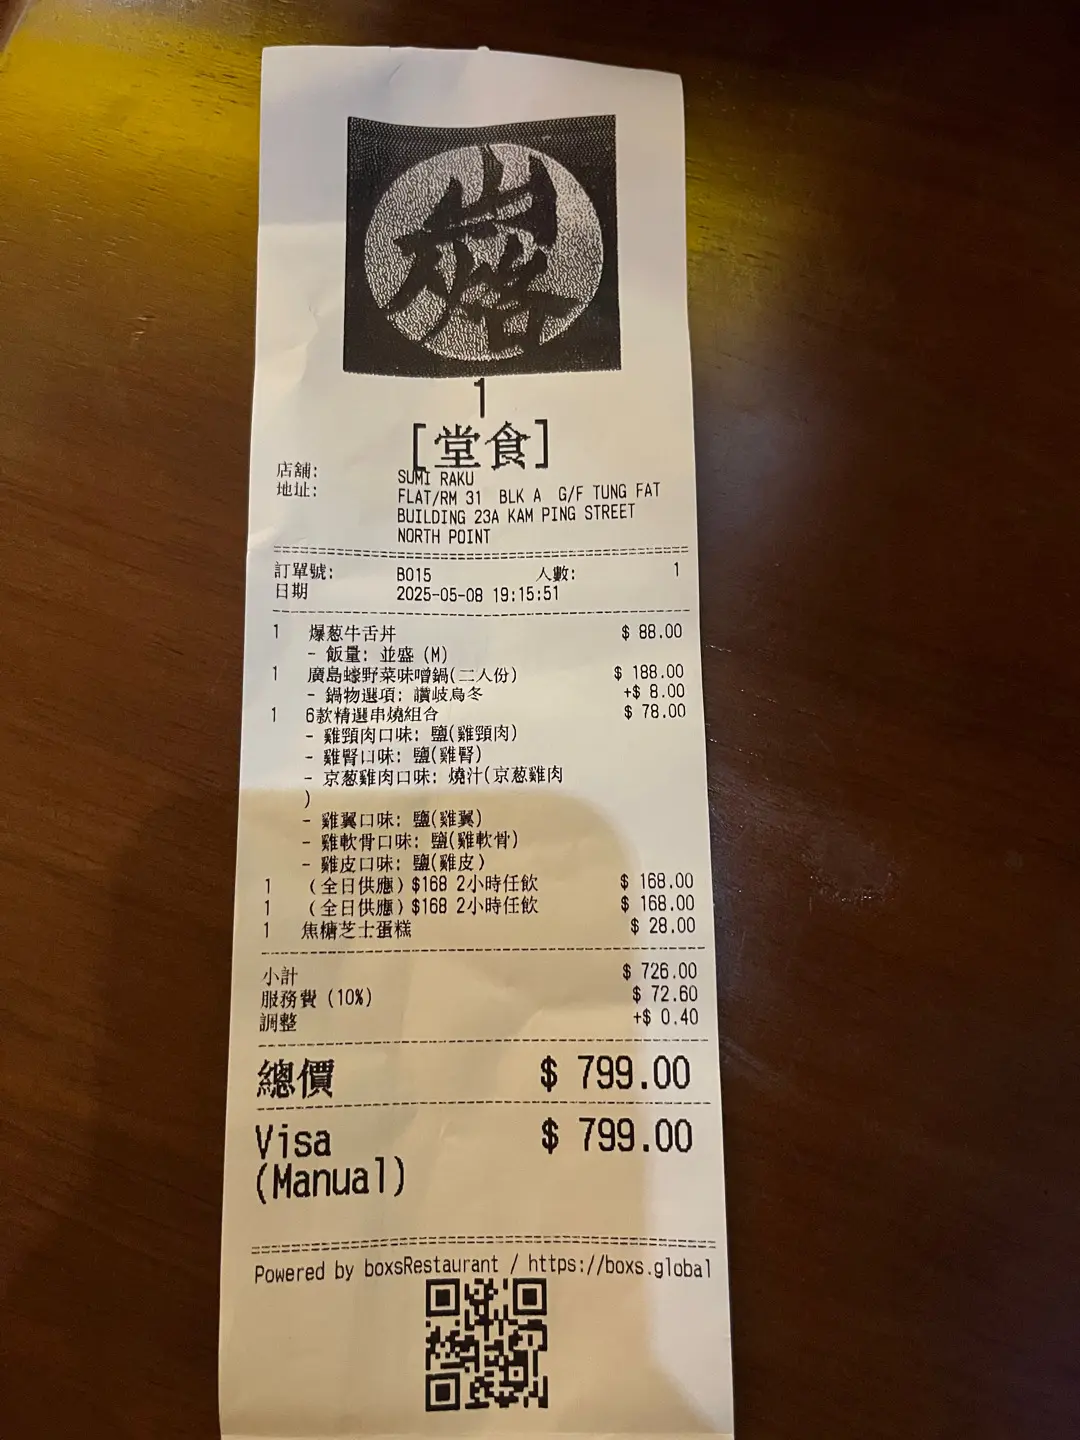 1
[堂食]
店舖: SUMI RAKU
地址: FLAT/RM 31 BLK A G/F TUNG FAT
BUILDING 23A KAM PING STREET
NORTH POINT
訂單號: B015 人數: 1
日期 2025-05-08 19:15:51
1 爆葱牛舌丼 $ 88.00
- 飯量: 並盛 (M)
1 廣島蠔野菜味噌鍋(二人份) $ 188.00
- 鍋物選項: 讚岐烏冬 +$ 8.00
1 6款精選串燒組合 $ 78.00
- 雞頸肉口味: 鹽(雞頸肉)
- 雞腎口味: 鹽(雞腎)
- 京葱雞肉口味: 燒汁(京葱雞肉
)
- 雞翼口味: 鹽(雞翼)
- 雞軟骨口味: 鹽(雞軟骨)
- 雞皮口味: 鹽(雞皮)
1 (全日供應) $168 2小時任飲 $ 168.00
1 (全日供應) $168 2小時任飲 $ 168.00
1 焦糖芝士蛋糕 $ 28.00
小計 $ 726.00
服務費 (10%) $ 72.60
調整 +$ 0.40
總價 $ 799.00
Visa $ 799.00
(Manual)
Powered by boxsRestaurant / https://boxs.global